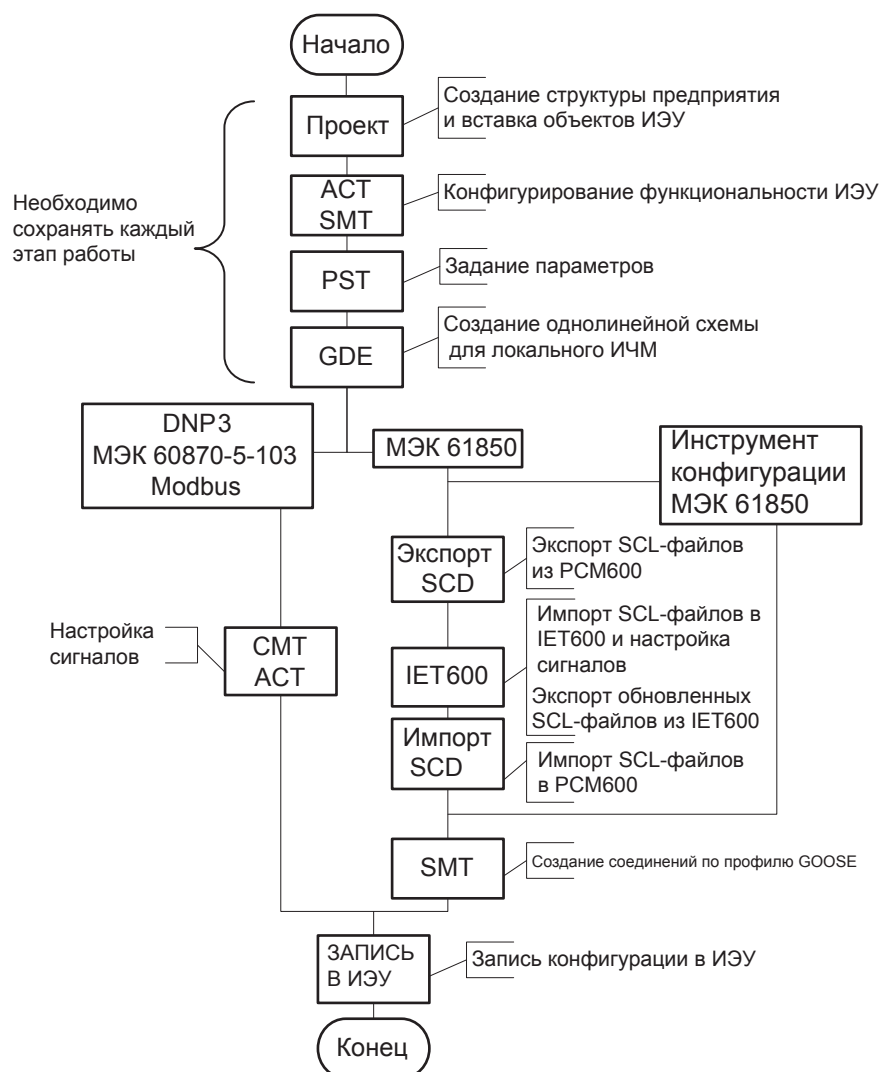 Начало
Проект
Создание структуры предприятия
и вставка объектов ИЭУ
Необходимо
сохранять каждый
этап работы
ACT
SMT
Конфигурирование функциональности ИЭУ
PST
Задание параметров
GDE
Создание однолинейной схемы
для локального ИЧМ
DNP3
МЭК 60870-5-103
Modbus
МЭК 61850
Инструмент
конфигурации
МЭК 61850
Экспорт
SCD
Экспорт SCL-файлов
из PCM600
Настройка
сигналов
CMT
ACT
IET600
Импорт SCL-файлов в
IET600 и настройка
сигналов
Экспорт обновленных
SCL-файлов из IET600
Импорт
SCD
Импорт SCL-файлов
в PCM600
SMT
Создание соединений по профилю GOOSE
ЗАПИСЬ
В ИЭУ
Запись конфигурации в ИЭУ
Конец